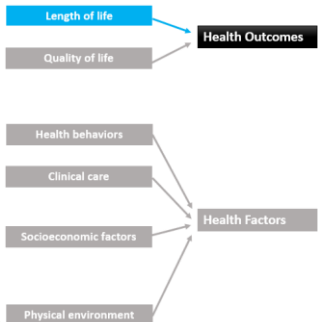 Length of life
Health Outcomes
Quality of life
Health behaviors
Clinical care
Health Factors
Socioeconomic factors
Physical environment